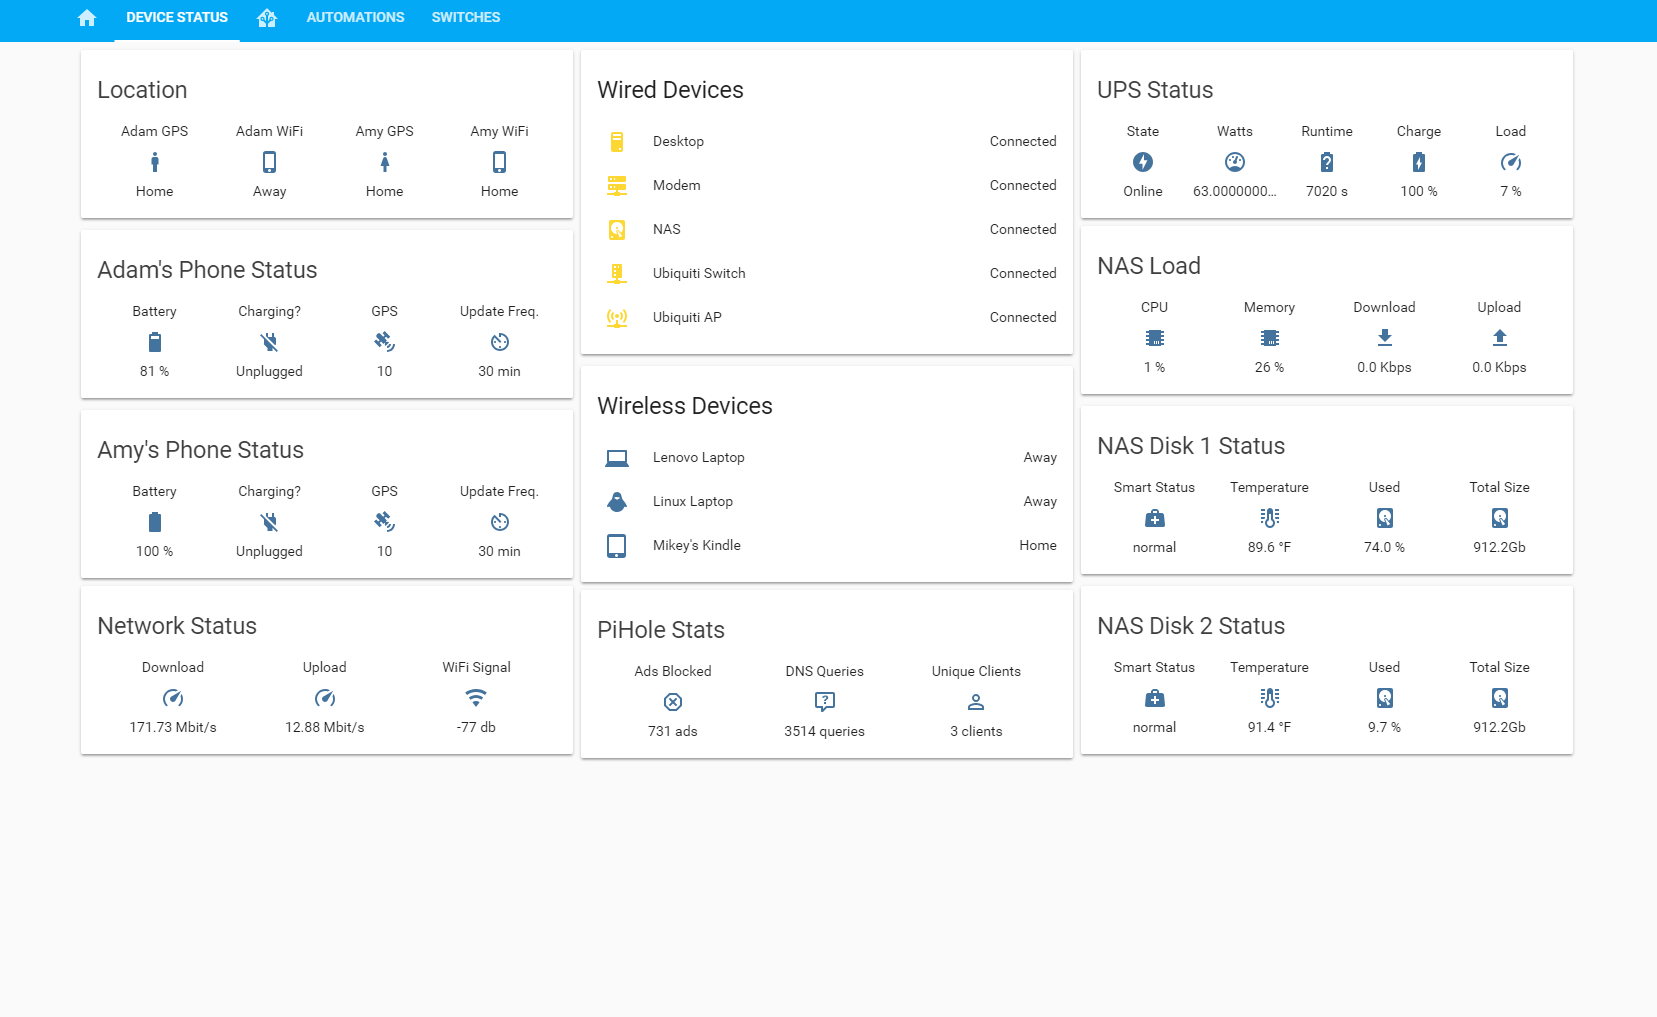 DEVICE STATUS AUTOMATIONS SWITCHES
Location
Adam GPS Adam WiFi Amy GPS Amy WiFi
Home Away Home Home
Adam's Phone Status
Battery Charging? GPS Update Freq.
81 % Unplugged 10 30 min
Amy's Phone Status
Battery Charging? GPS Update Freq.
100 % Unplugged 10 30 min
Network Status
Download Upload WiFi Signal
171.73 Mbit/s 12.88 Mbit/s -77 db
Wired Devices
Desktop Connected
Modem Connected
NAS Connected
Ubiquiti Switch Connected
Ubiquiti AP Connected
Wireless Devices
Lenovo Laptop Away
Linux Laptop Away
Mikey's Kindle Home
PiHole Stats
Ads Blocked DNS Queries Unique Clients
731 ads 3514 queries 3 clients
UPS Status
State Watts Runtime Charge Load
Online 63.0000000... 7020 s 100 % 7 %
NAS Load
CPU Memory Download Upload
1 % 26 % 0.0 Kbps 0.0 Kbps
NAS Disk 1 Status
Smart Status Temperature Used Total Size
normal 89.6 °F 74.0 % 912.2Gb
NAS Disk 2 Status
Smart Status Temperature Used Total Size
normal 91.4 °F 9.7 % 912.2Gb